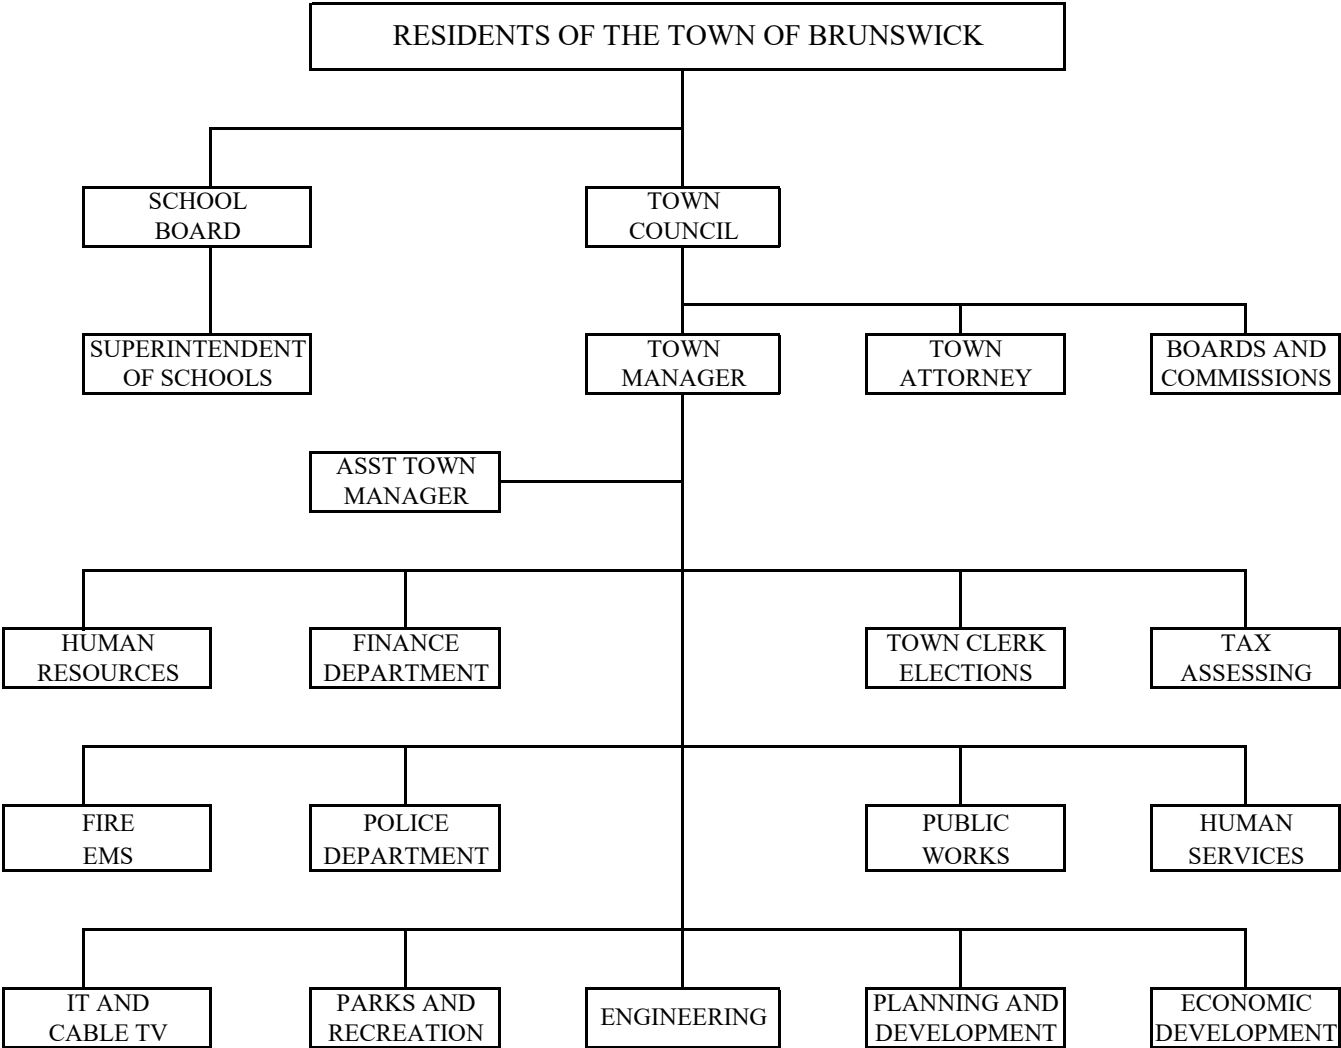 RESIDENTS OF THE TOWN OF BRUNSWICK
SCHOOL
BOARD
TOWN
COUNCIL
SUPERINTENDENT
OF SCHOOLS
TOWN
MANAGER
TOWN
ATTORNEY
BOARDS AND
COMMISSIONS
ASST TOWN
MANAGER
HUMAN
RESOURCES
FINANCE
DEPARTMENT
TOWN CLERK
ELECTIONS
TAX
ASSESSING
FIRE
EMS
POLICE
DEPARTMENT
PUBLIC
WORKS
HUMAN
SERVICES
IT AND
CABLE TV
PARKS AND
RECREATION
ENGINEERING
PLANNING AND
DEVELOPMENT
ECONOMIC
DEVELOPMENT